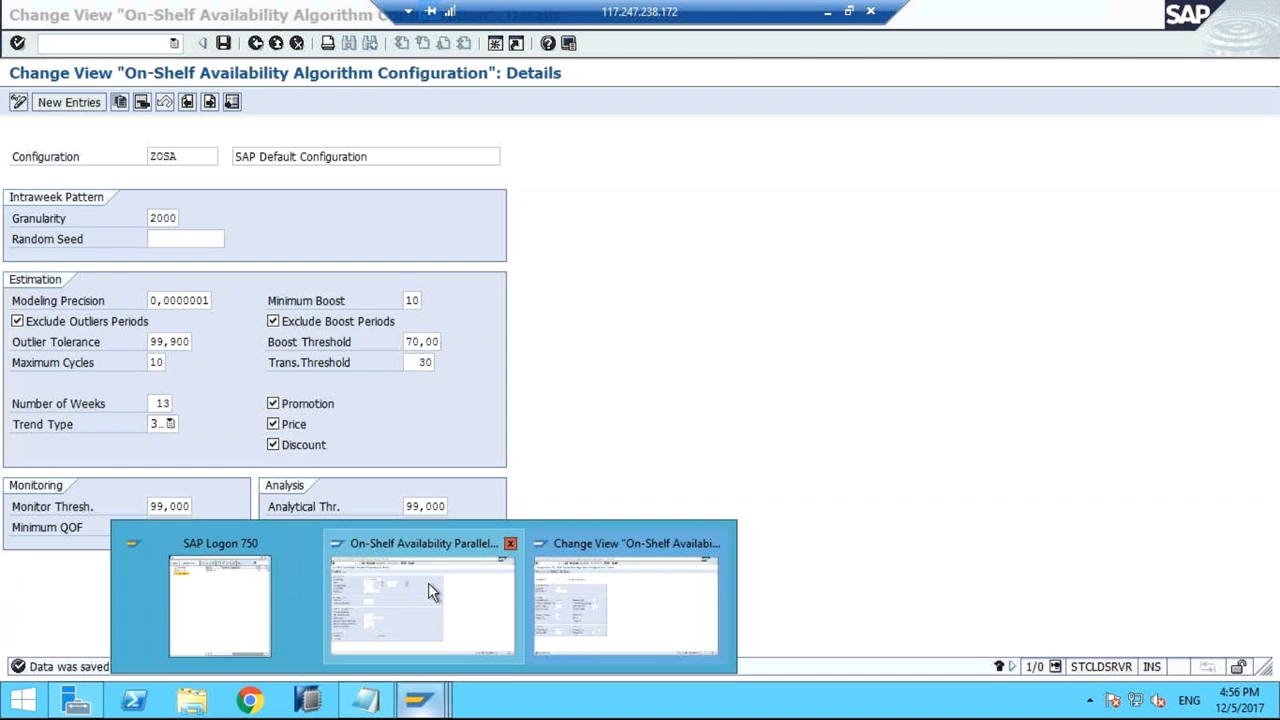 Change View "On-Shelf Availability Algorithm Configuration": Details
117.247.238.172
SAP
Change View "On-Shelf Availability Algorithm Configuration": Details
New Entries
Configuration ZOSA SAP Default Configuration
Intraweek Pattern
Granularity 2000
Random Seed
Estimation
Modeling Precision 0,0000001 Minimum Boost 10
Exclude Outliers Periods Exclude Boost Periods
Outlier Tolerance 99,900 Boost Threshold 70,00
Maximum Cycles 10 Trans.Threshold 30
Number of Weeks 13 Promotion
Trend Type 3.. Price
Discount
Monitoring Analysis
Monitor Thresh. 99,000 Analytical Thr. 99,000
Minimum QOF
SAP Logon 750 On-Shelf Availability Parallel... Change View "On-Shelf Availabi...
Data was saved 1/0 STCLDSRVR INS
ENG 4:56 PM
12/5/2017